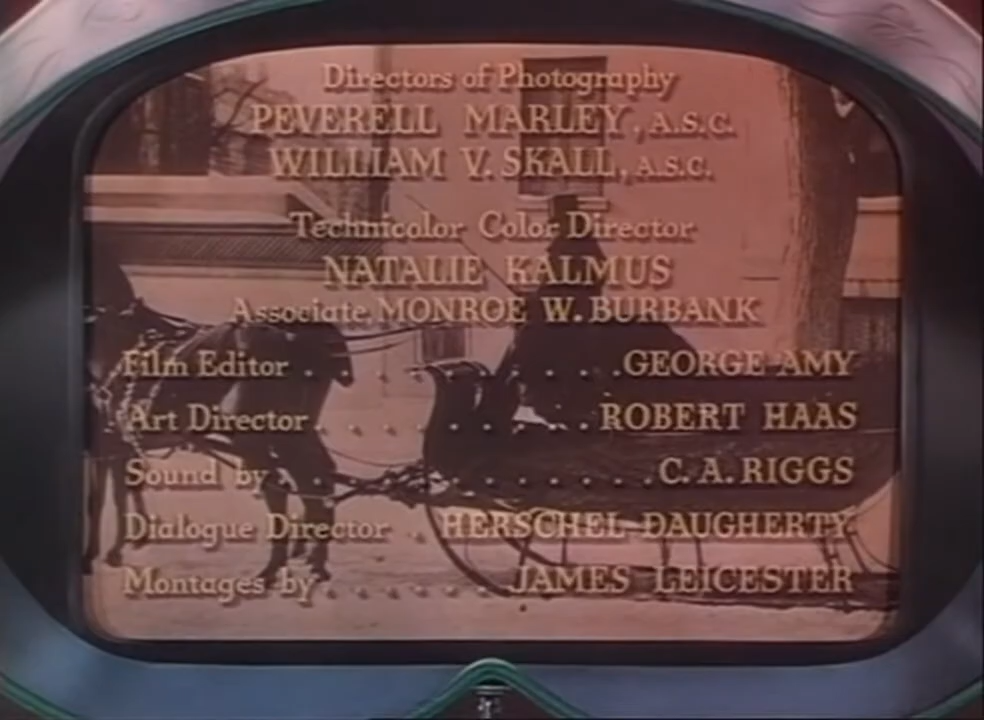 Directors of Photography
PEVERELL MARLEY, A.S.C.
WILLIAM V. SKALL, A.S.C.
Technicolor Color Director
NATALIE KALMUS
Associate MONROE W. BURBANK
Film Editor . . . . . . . . . GEORGE AMY
Art Director . . . . . . . . . ROBERT HAAS
Sound by . . . . . . . . . . . C. A. RIGGS
Dialogue Director . HERSCHEL DAUGHERTY
Montages by . . . . . . . JAMES LEICESTER